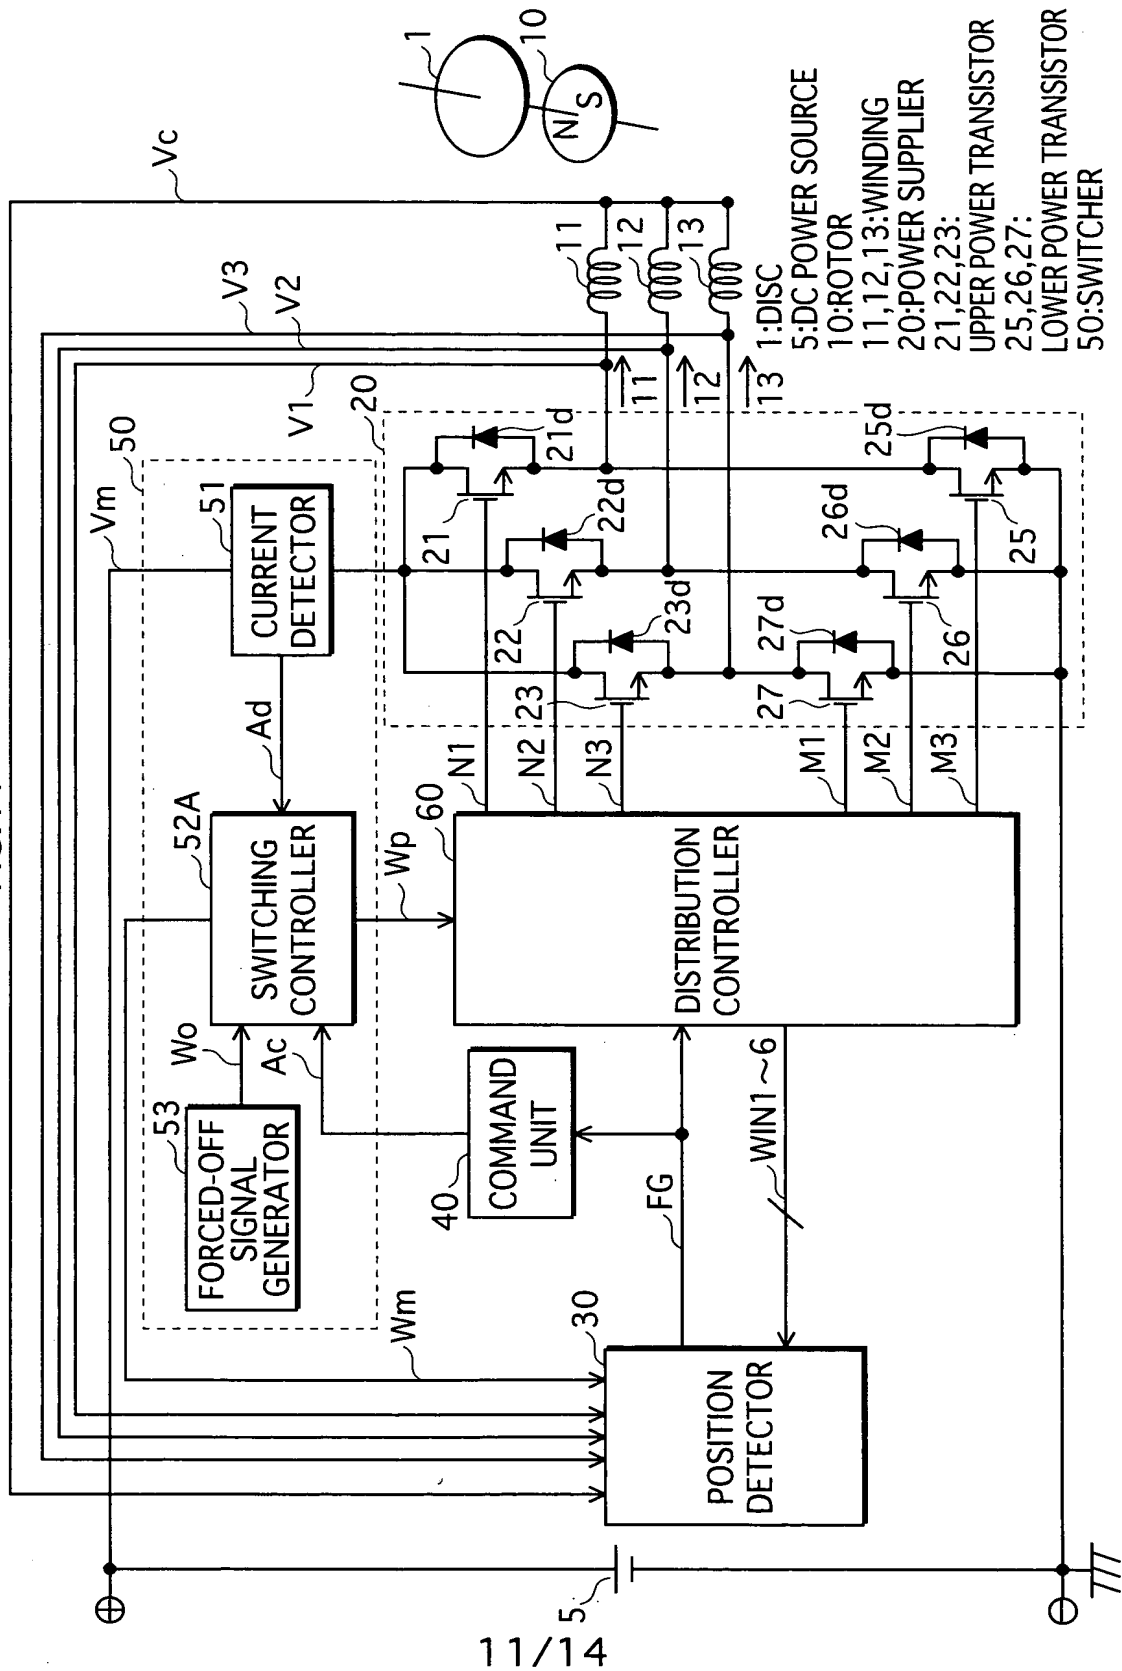 Vc
V3
V2
V1
Vm
50
51
CURRENT
DETECTOR
Ad
52A
SWITCHING
CONTROLLER
Wo
Ac
53
FORCED-OFF
SIGNAL
GENERATOR
Wp
Wm
20
21
21d
22
22d
23
23d
25
25d
26
26d
27
27d
N1
N2
N3
M1
M2
M3
60
DISTRIBUTION
CONTROLLER
40
COMMAND
UNIT
FG
WIN1~6
30
POSITION
DETECTOR
5
11
12
13
11
12
13
1
10
N
S
1:DISC
5:DC POWER SOURCE
10:ROTOR
11,12,13:WINDING
20:POWER SUPPLIER
21,22,23:
UPPER POWER TRANSISTOR
25,26,27:
LOWER POWER TRANSISTOR
50:SWITCHER
11/14